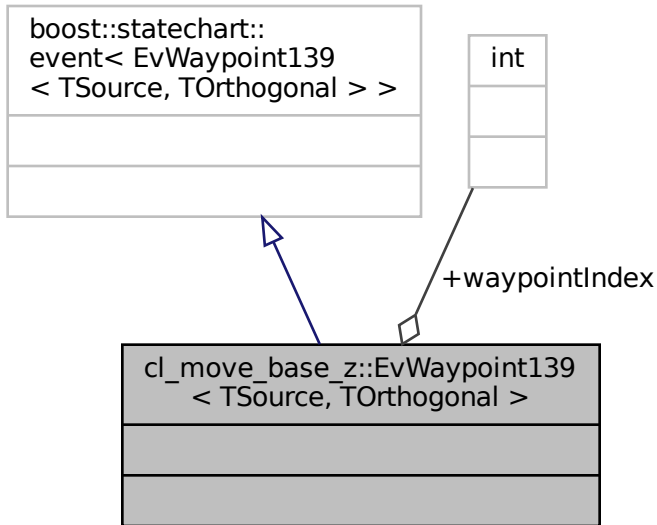 boost::statechart::
event< EvWaypoint139
< TSource, TOrthogonal > >
int
+waypointIndex
cl_move_base_z::EvWaypoint139
< TSource, TOrthogonal >